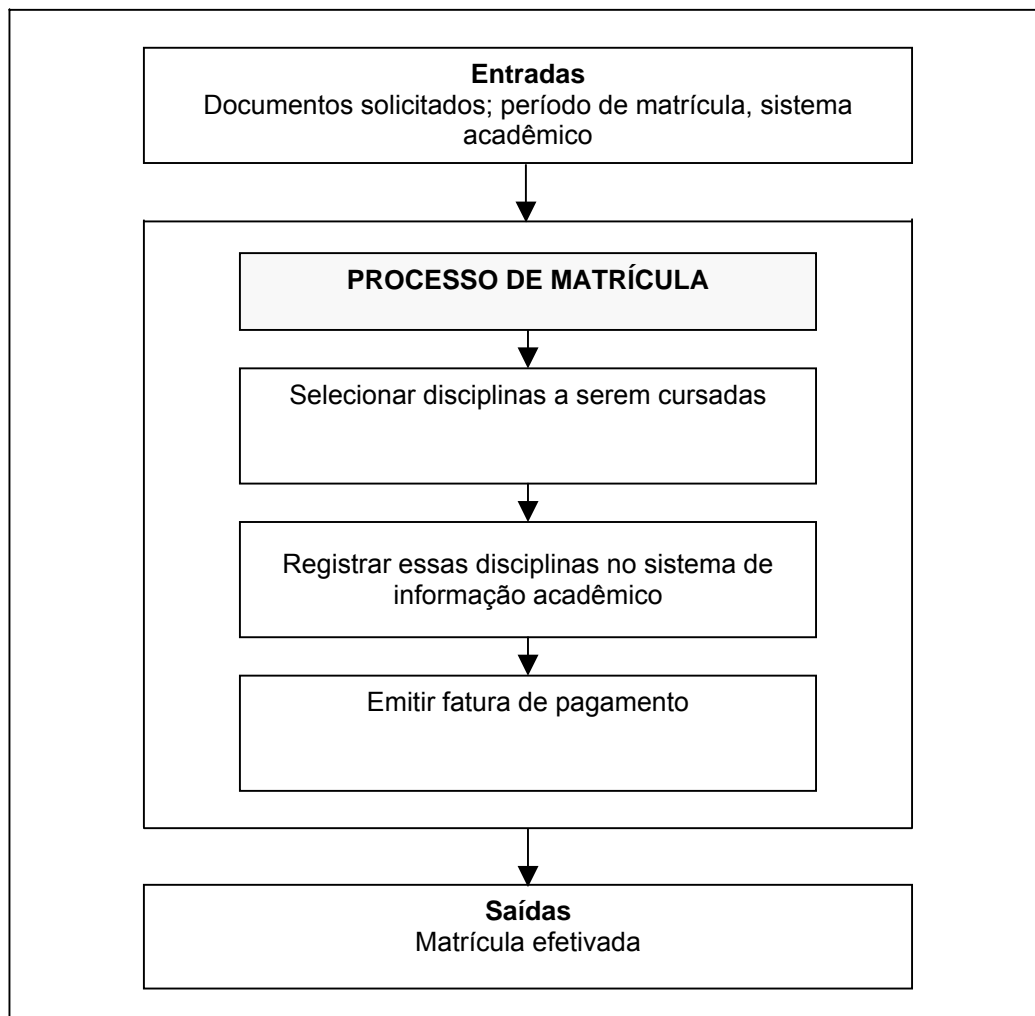 Entradas
Documentos solicitados; período de matrícula, sistema
acadêmico
PROCESSO DE MATRÍCULA
Selecionar disciplinas a serem cursadas
Registrar essas disciplinas no sistema de
informação acadêmico
Emitir fatura de pagamento
Saídas
Matrícula efetivada